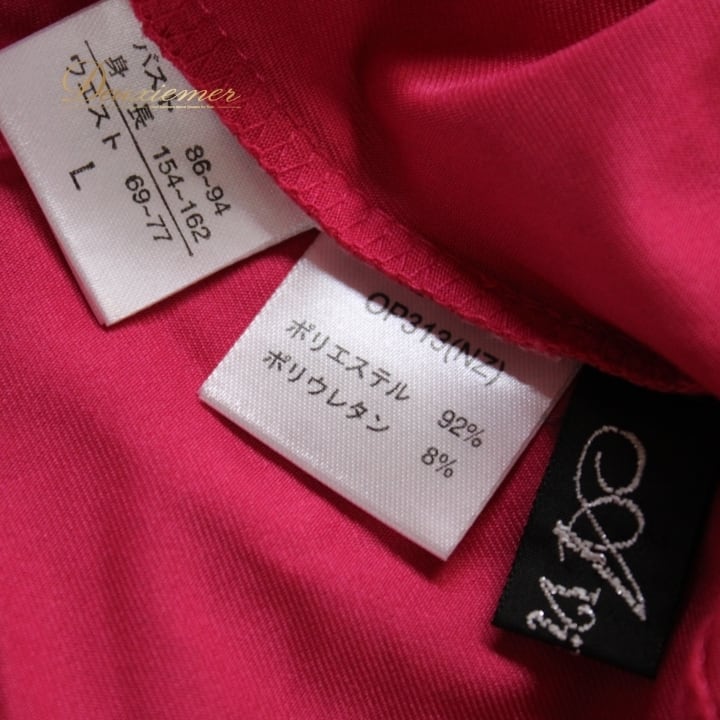 バスト 86~94
身 長 154~162
ウエスト 69~77
L
OP313(NZ)
ポリエステル 92%
ポリウレタン 8%